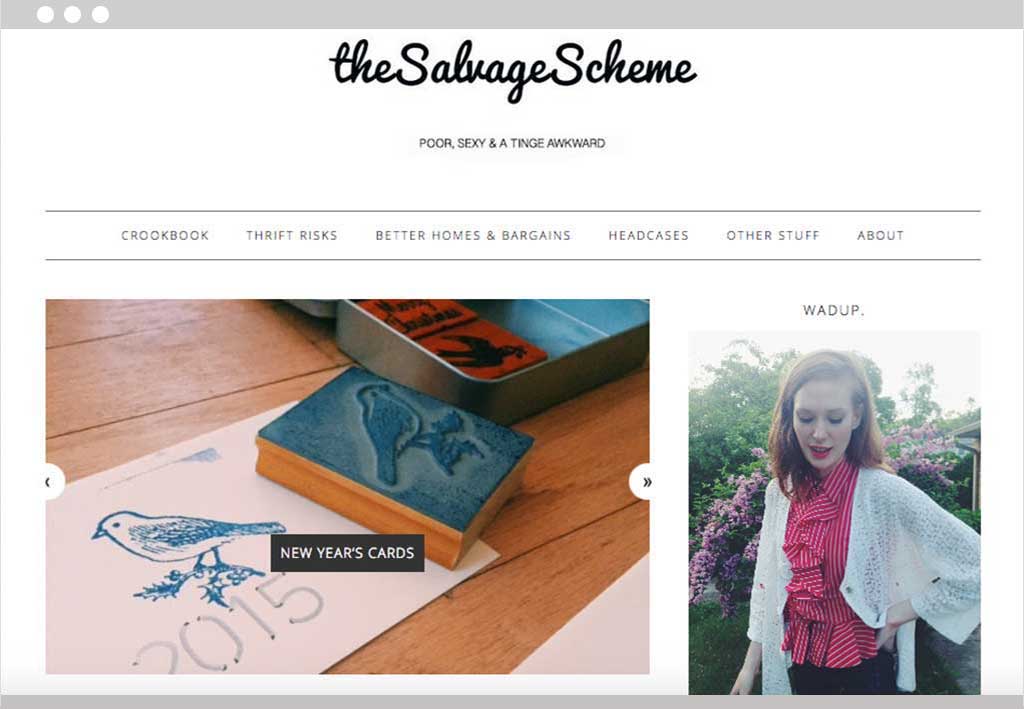 theSalvageScheme
POOR, SEXY & A TINGE AWKWARD
CROOKBOOK THRIFT RISKS BETTER HOMES & BARGAINS HEADCASES OTHER STUFF ABOUT
WADUP.
Merry
Christmas
‹ »
NEW YEAR'S CARDS
2015